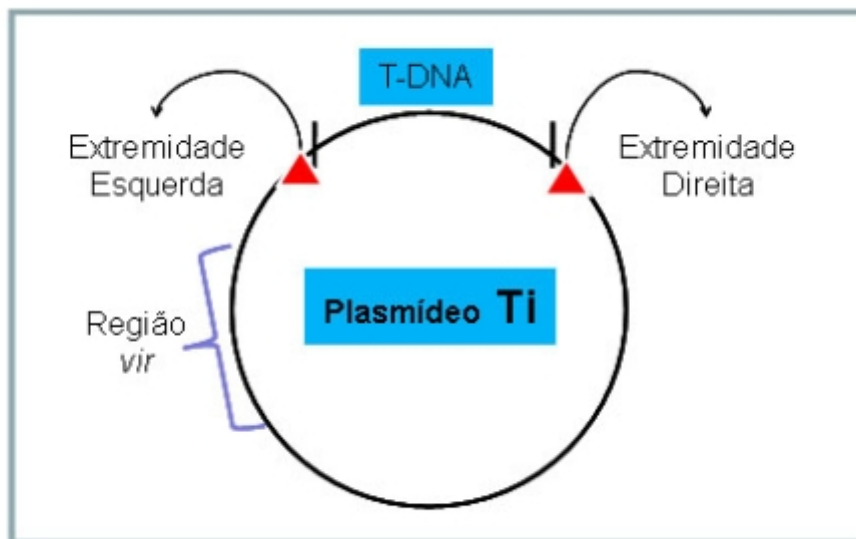 T-DNA
Extremidade
Esquerda
Extremidade
Direita
Plasmídeo Ti
Região
vir